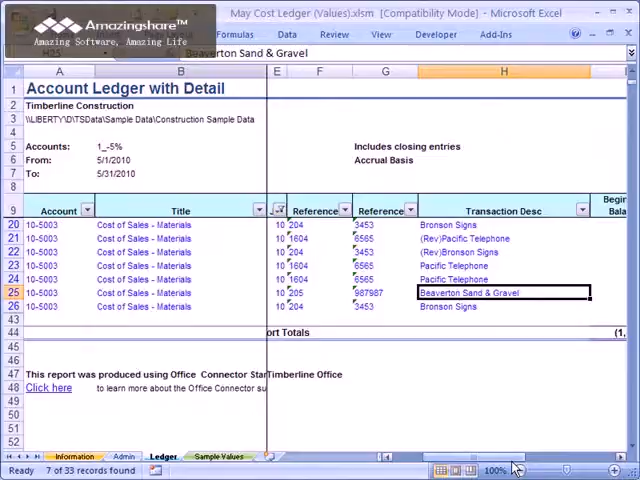 May Cost Ledger (Values).xlsm [Compatibility Mode] - Microsoft Excel
Amazingshare™
Amazing Software, Amazing Life
Formulas Data Review View Developer Add-Ins
Beaverton Sand & Gravel
A B E F G H
1 Account Ledger with Detail
2 Timberline Construction
3 \\LIBERTY\D\TSData\Sample Data\Construction Sample Data
4
5 Accounts: 1_-5% Includes closing entries
6 From: 5/1/2010 Accrual Basis
7 To: 5/31/2010
8
Begin
9 Account Title Reference Reference Transaction Desc Bala
20 10-5003 Cost of Sales - Materials 10 204 3453 Bronson Signs
21 10-5003 Cost of Sales - Materials 10 1604 6565 (Rev)Pacific Telephone
22 10-5003 Cost of Sales - Materials 10 204 3453 (Rev)Bronson Signs
23 10-5003 Cost of Sales - Materials 10 1604 6565 Pacific Telephone
24 10-5003 Cost of Sales - Materials 10 1604 6565 Pacific Telephone
25 10-5003 Cost of Sales - Materials 10 205 987987 Beaverton Sand & Gravel
26 10-5003 Cost of Sales - Materials 10 204 3453 Bronson Signs
43
44 ort Totals (1,
45
46
47 This report was produced using Office Connector Star Timberline Office
48 Click here to learn more about the Office Connector su
49
50
51
52
Information Admin Ledger Sample Values
Ready 7 of 33 records found 100%